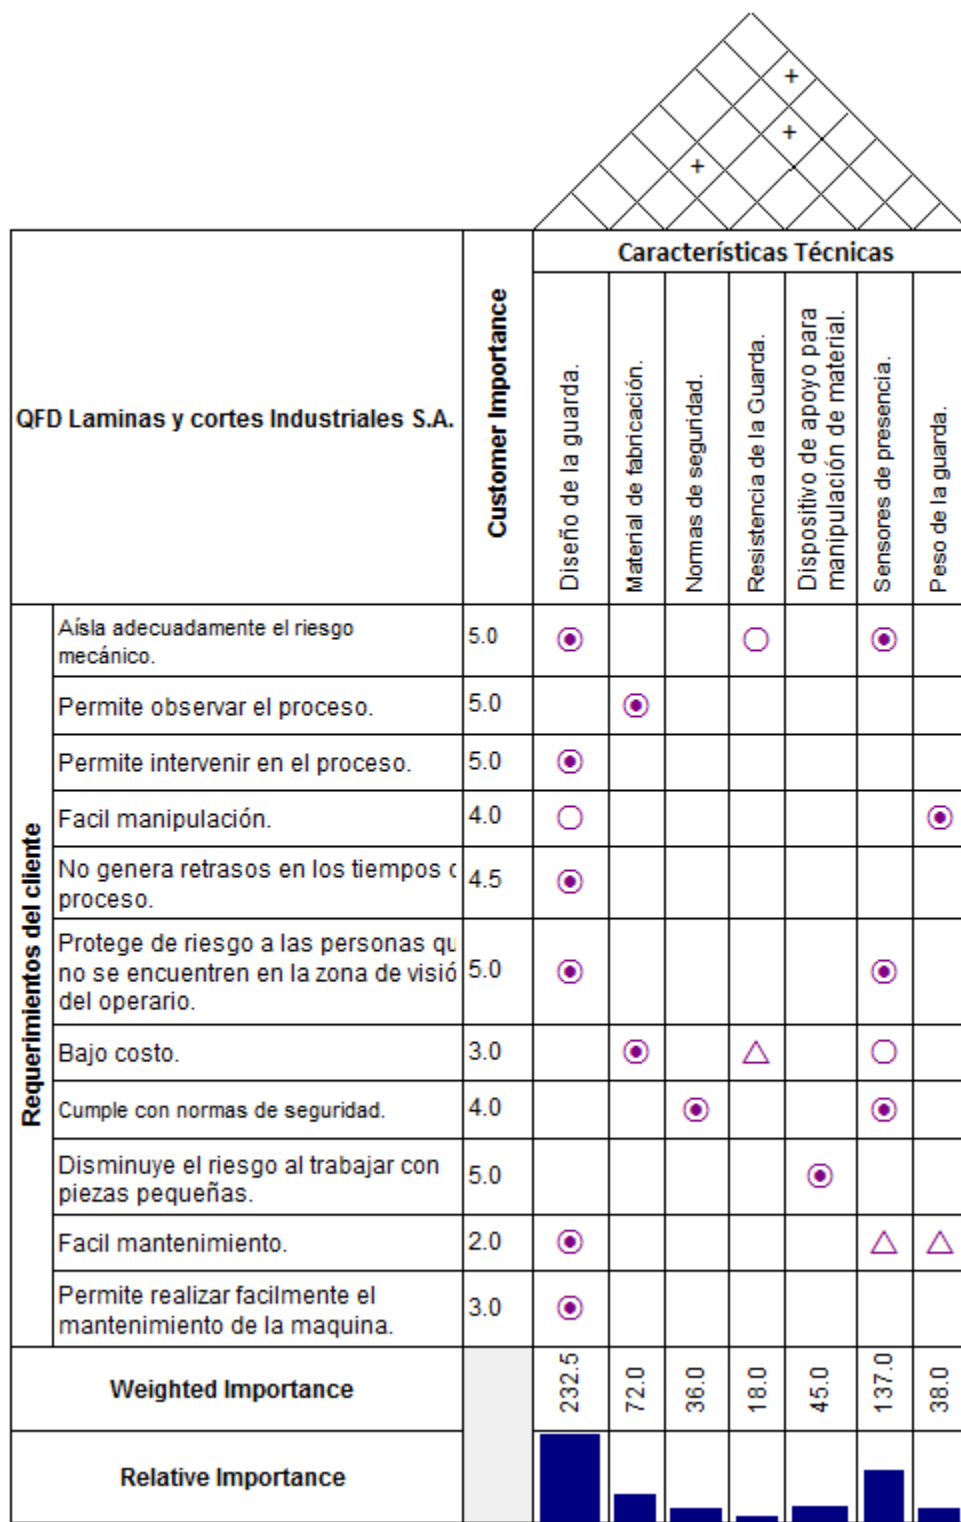 +
+
+
Características Técnicas
QFD Laminas y cortes Industriales S.A.
Customer Importance
Diseño de la guarda.
Material de fabricación.
Normas de seguridad.
Resistencia de la Guarda.
Dispositivo de apoyo para
manipulación de material.
Sensores de presencia.
Peso de la guarda.
Requerimientos del cliente
Aísla adecuadamente el riesgo
mecánico.
5.0
Permite observar el proceso.
5.0
Permite intervenir en el proceso.
5.0
Facil manipulación.
4.0
No genera retrasos en los tiempos
proceso.
4.5
Protege de riesgo a las personas qu
no se encuentren en la zona de visió
del operario.
5.0
Bajo costo.
3.0
Cumple con normas de seguridad.
4.0
Disminuye el riesgo al trabajar con
piezas pequeñas.
5.0
Facil mantenimiento.
2.0
Permite realizar facilmente el
mantenimiento de la maquina.
3.0
Weighted Importance
232.5
72.0
36.0
18.0
45.0
137.0
38.0
Relative Importance